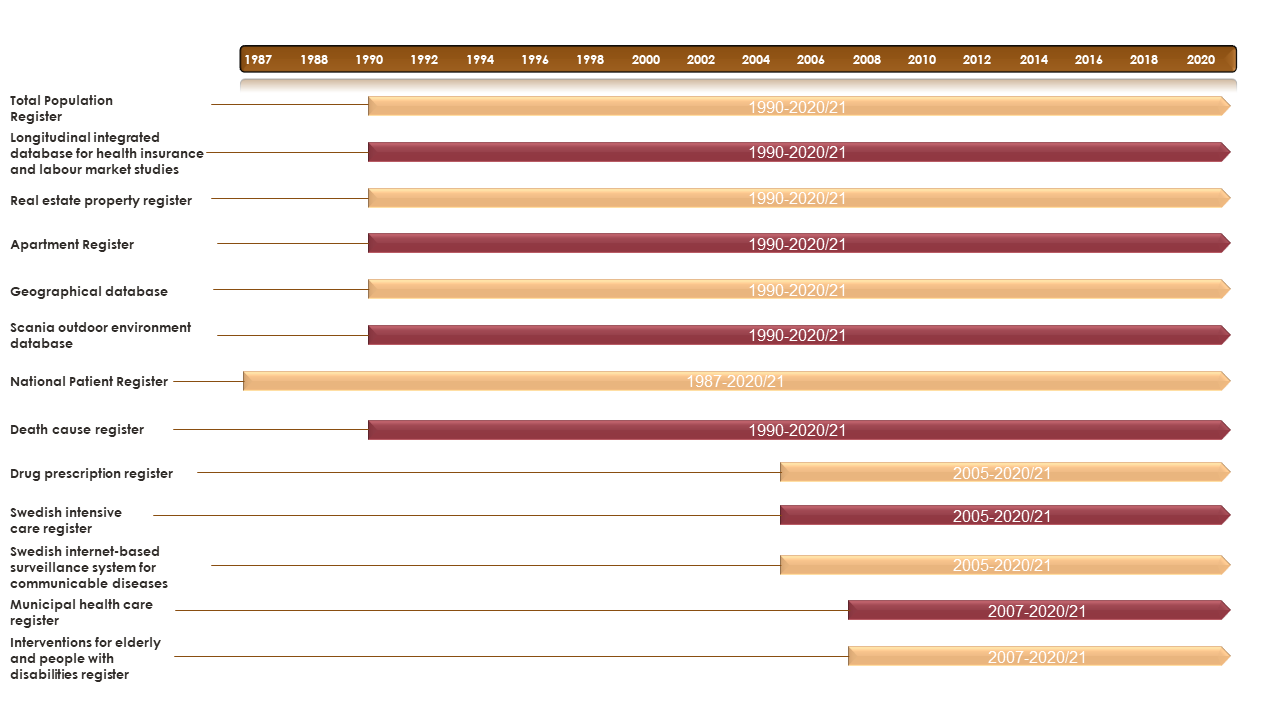 1987 1988 1990 1992 1994 1996 1998 2000 2002 2004 2006 2008 2010 2012 2014 2016 2018 2020
Total Population
Register
1990-2020/21
Longitudinal integrated
database for health insurance
and labour market studies
1990-2020/21
Real estate property register
1990-2020/21
Apartment Register
1990-2020/21
Geographical database
1990-2020/21
Scania outdoor environment
database
1990-2020/21
National Patient Register
1987-2020/21
Death cause register
1990-2020/21
Drug prescription register
2005-2020/21
Swedish intensive
care register
2005-2020/21
Swedish internet-based
surveillance system for
communicable diseases
2005-2020/21
Municipal health care
register
2007-2020/21
Interventions for elderly
and people with
disabilities register
2007-2020/21